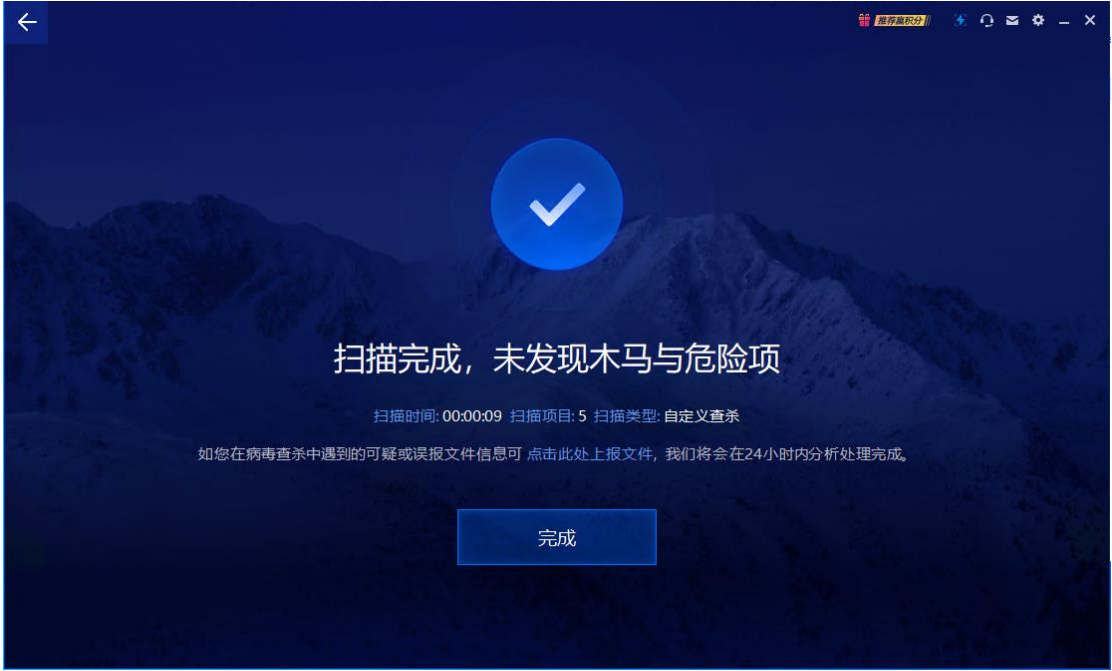 推荐赢积分
扫描完成，未发现木马与危险项
扫描时间: 00:00:09 扫描项目: 5 扫描类型: 自定义查杀
如您在病毒查杀中遇到的可疑或误报文件信息可 点击此处上报文件, 我们将会在24小时内分析处理完成。
完成